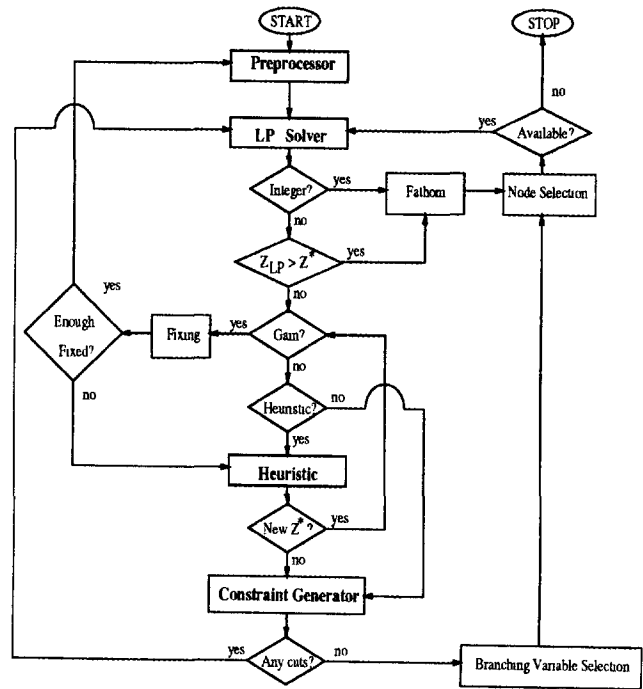 START
STOP
Preprocessor
no
LP Solver
yes
Available?
Integer?
yes
Fathom
Node Selection
no
Z_LP > Z*
yes
no
yes
Enough
Fixed?
Fixing
yes
Gain?
no
no
Heuristic?
no
yes
Heuristic
New Z* ?
yes
no
Constraint Generator
yes
Any cuts?
no
Branching Variable Selection